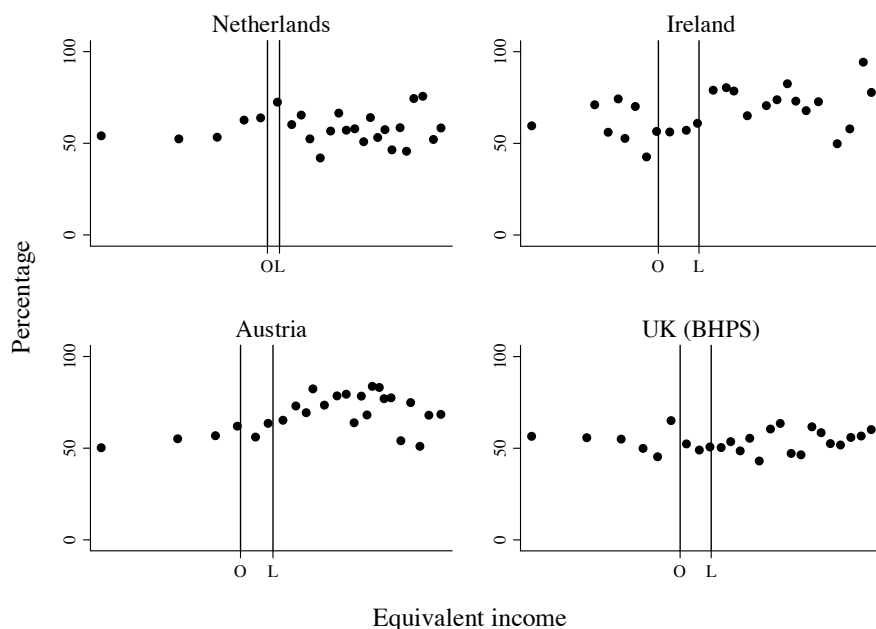 Netherlands
Ireland
100
50
0
100
50
0
OL
O L
Percentage
Austria
UK (BHPS)
100
50
0
100
50
0
O L
O L
Equivalent income